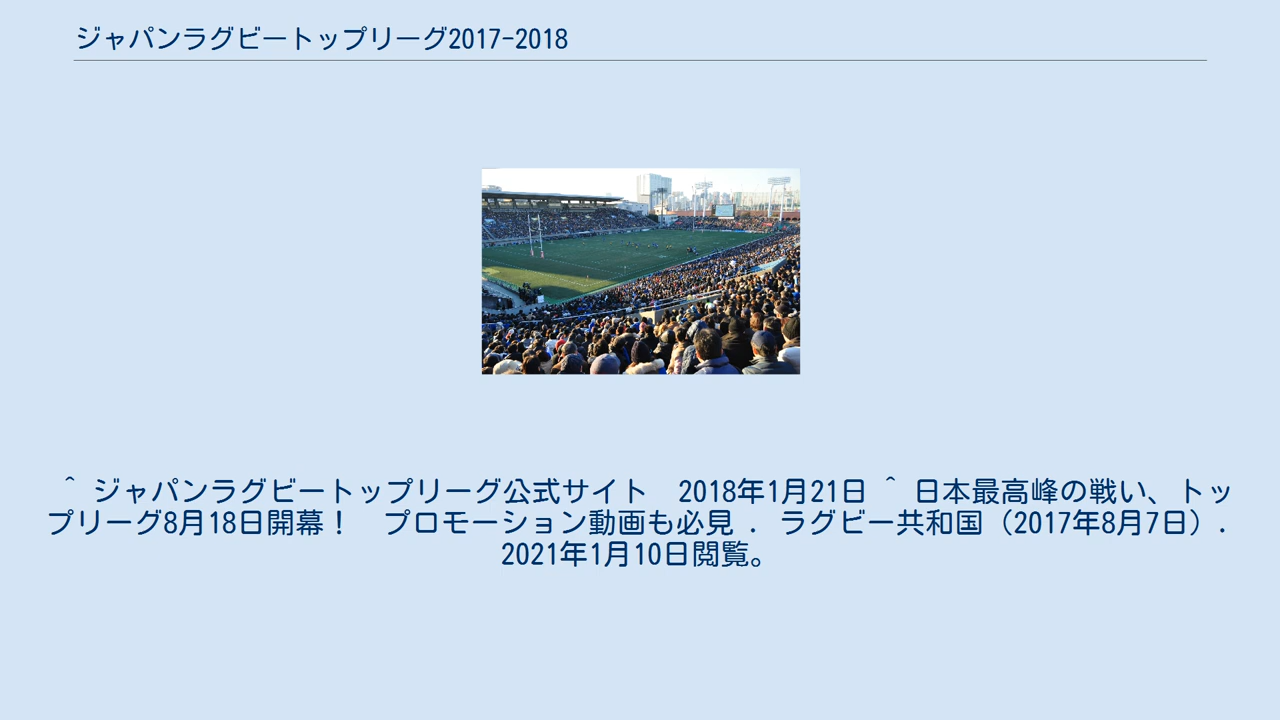 ジャパンラグビートップリーグ2017-2018
^ ジャパンラグビートップリーグ公式サイト　2018年1月21日 ^ 日本最高峰の戦い、トッ
プリーグ8月18日開幕！　プロモーション動画も必見 . ラグビー共和国（2017年8月7日）.
2021年1月10日閲覧。